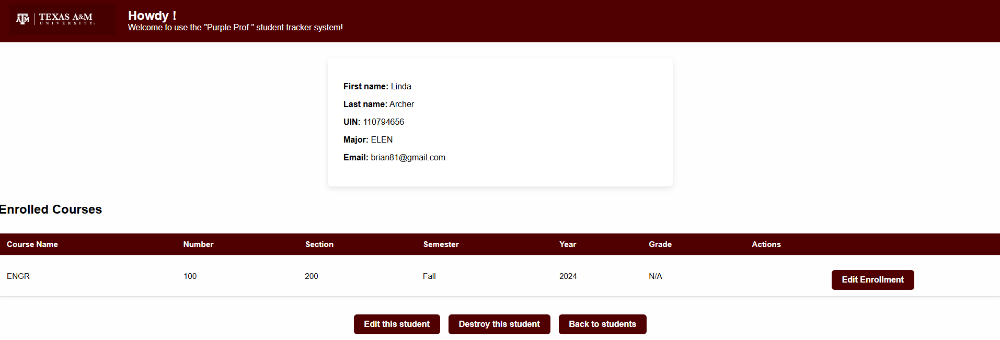 TEXAS A&M
UNIVERSITY®
Howdy !
Welcome to use the "Purple Prof." student tracker system!
First name: Linda
Last name: Archer
UIN: 110794656
Major: ELEN
Email: brian81@gmail.com
Enrolled Courses
Course Name Number Section Semester Year Grade Actions
ENGR 100 200 Fall 2024 N/A Edit Enrollment
Edit this student Destroy this student Back to students